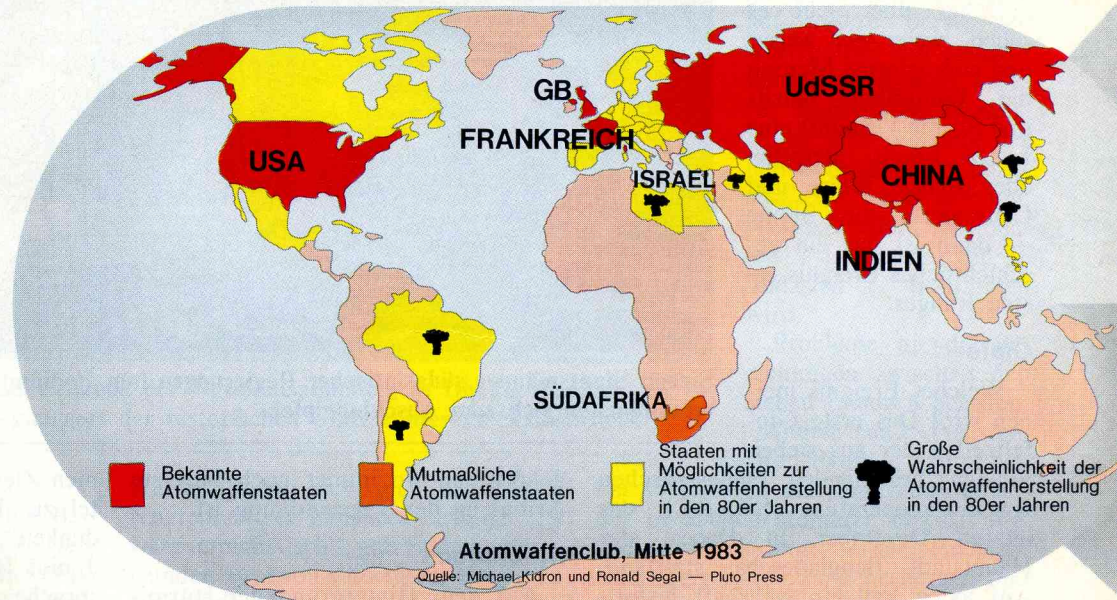 GB
UdSSR
FRANKREICH
USA
ISRAEL
CHINA
INDIEN
SÜDAFRIKA
Bekannte
Atomwaffenstaaten
Mutmaßliche
Atomwaffenstaaten
Staaten mit
Möglichkeiten zur
Atomwaffenherstellung
in den 80er Jahren
Große
Wahrscheinlichkeit der
Atomwaffenherstellung
in den 80er Jahren
Atomwaffenclub, Mitte 1983
Quelle: Michael Kidron und Ronald Segal — Pluto Press